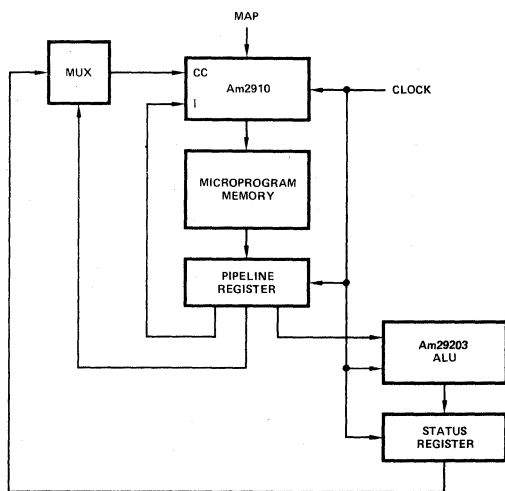 MAP
MUX
CC
Am2910
I
CLOCK
MICROPROGRAM
MEMORY
PIPELINE
REGISTER
Am29203
ALU
STATUS
REGISTER